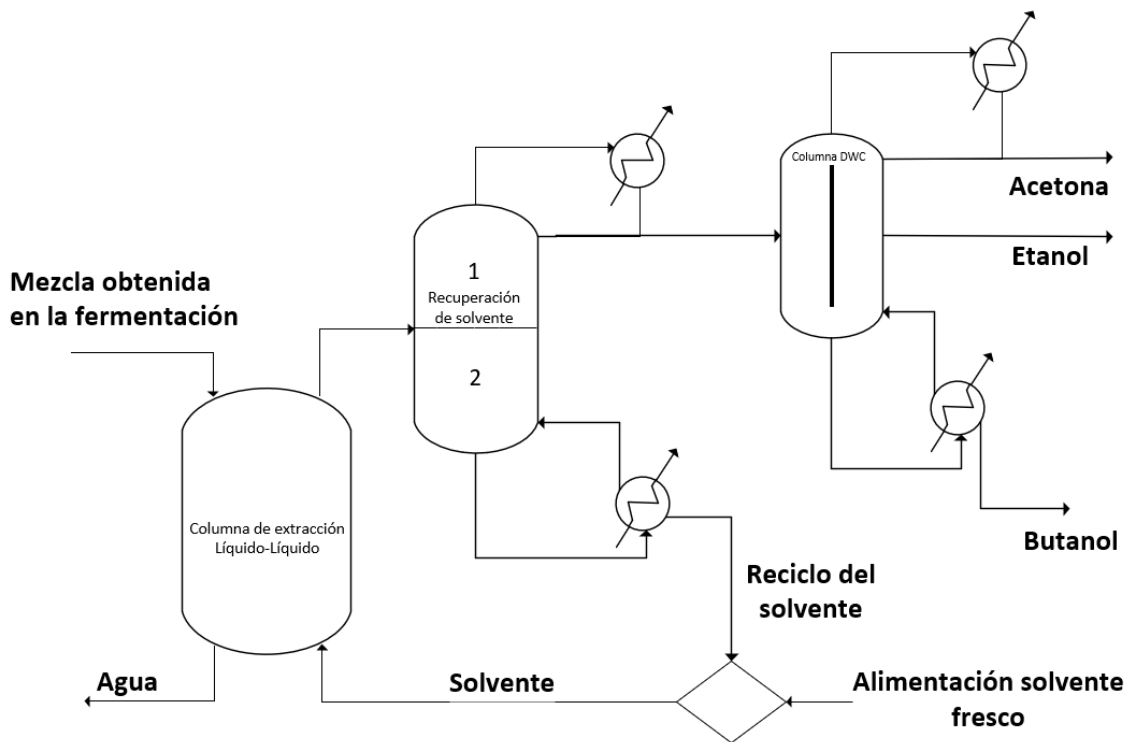 Columna DWC
Acetona
Etanol
1
Recuperación
de solvente
2
Mezcla obtenida
en la fermentación
Columna de extracción
Líquido-Líquido
Butanol
Reciclo del
solvente
Agua
Solvente
Alimentación solvente
fresco